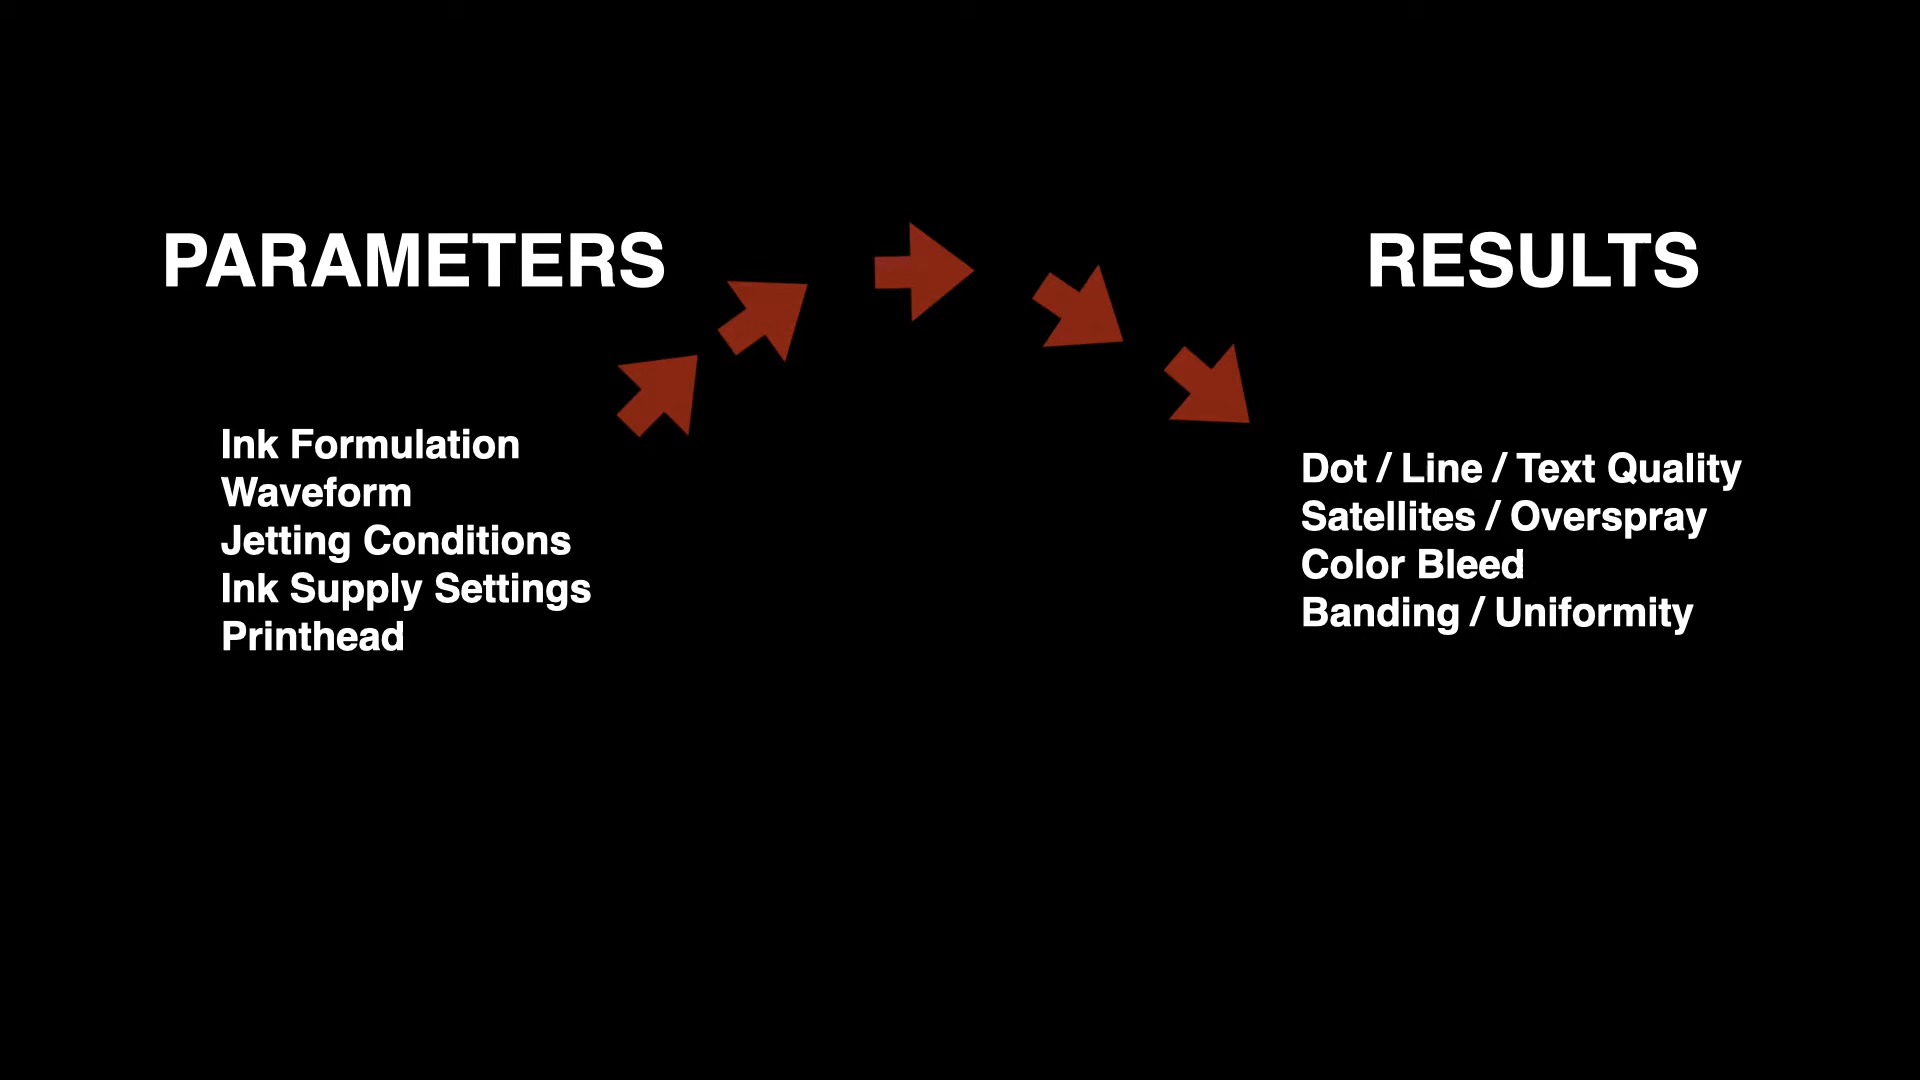 PARAMETERS
Ink Formulation
Waveform
Jetting Conditions
Ink Supply Settings
Printhead
RESULTS
Dot / Line / Text Quality
Satellites / Overspray
Color Bleed
Banding / Uniformity